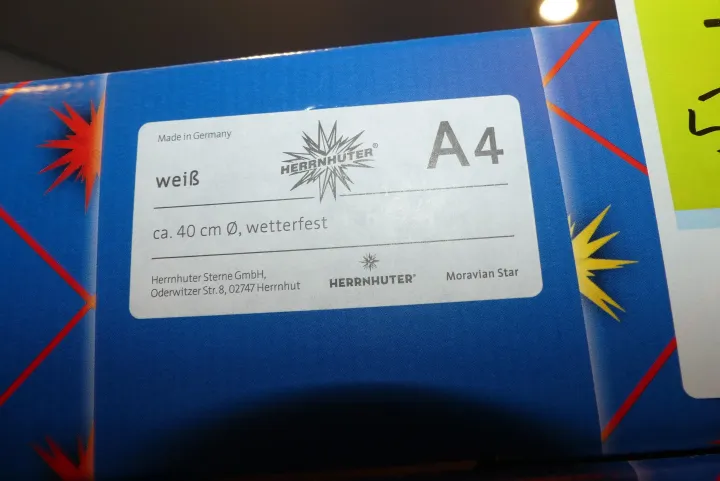 Made in Germany
HERRNHUTER®
A4
weiß
ca. 40 cm Ø, wetterfest
Herrnhuter Sterne GmbH,
Oderwitzer Str. 8, 02747 Herrnhut
HERRNHUTER®
Moravian Star